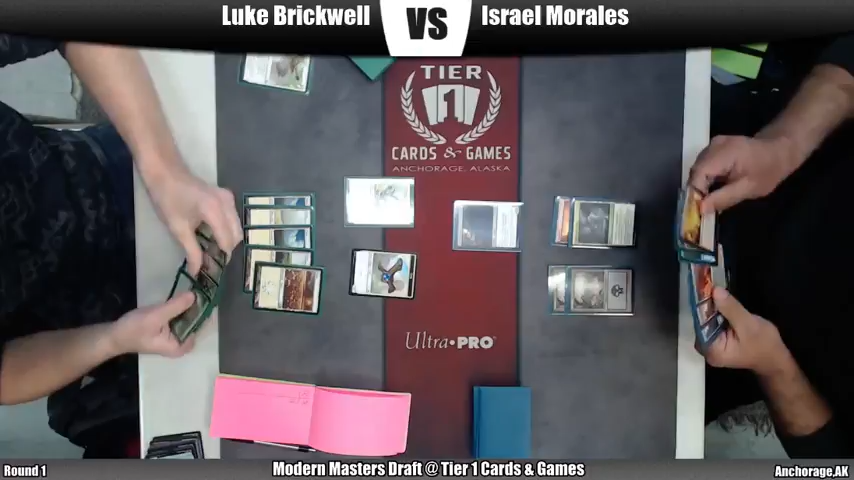 Luke Brickwell
VS
Israel Morales
TIER
1
CARDS & GAMES
ANCHORAGE, ALASKA
Ultra•PRO
Round 1
Modern Masters Draft @ Tier 1 Cards & Games
Anchorage,AK